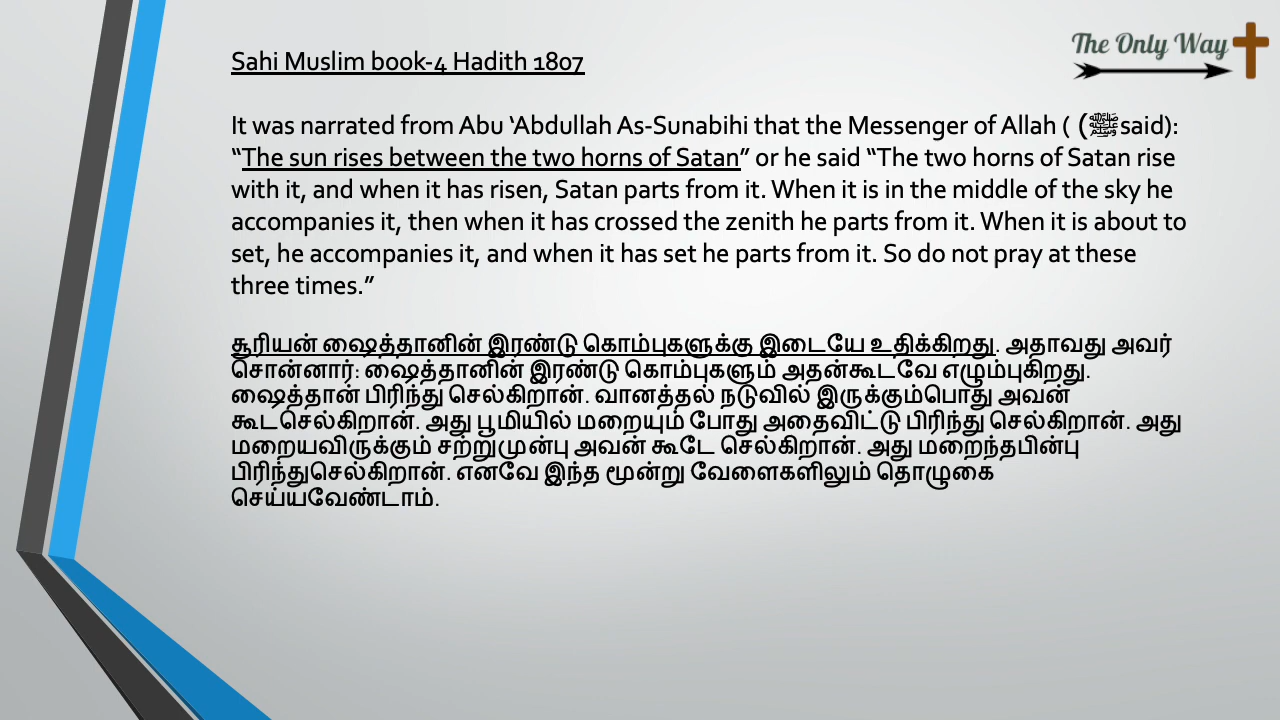 The Only Way
Sahi Muslim book-4 Hadith 1807
It was narrated from Abu ‘Abdullah As-Sunabihi that the Messenger of Allah ( (ﷺsaid):
“The sun rises between the two horns of Satan” or he said “The two horns of Satan rise
with it, and when it has risen, Satan parts from it. When it is in the middle of the sky he
accompanies it, then when it has crossed the zenith he parts from it. When it is about to
set, he accompanies it, and when it has set he parts from it. So do not pray at these
three times.”
சூரியன் ஷைத்தானின் இரண்டு கொம்புகளுக்கு இடையே உதிக்கிறது. அதாவது அவர்
சொன்னார்: ஷைத்தானின் இரண்டு கொம்புகளும் அதன்கூடவே எழும்புகிறது.
ஷைத்தான் பிரிந்து செல்கிறான். வானத்தல் நடுவில் இருக்கும்பொது அவன்
கூடசெல்கிறான். அது பூமியில் மறையும் போது அதைவிட்டு பிரிந்து செல்கிறான். அது
மறையவிருக்கும் சற்றுமுன்பு அவன் கூடே செல்கிறான். அது மறைந்தபின்பு
பிரிந்துசெல்கிறான். எனவே இந்த மூன்று வேளைகளிலும் தொழுகை
செய்யவேண்டாம்.